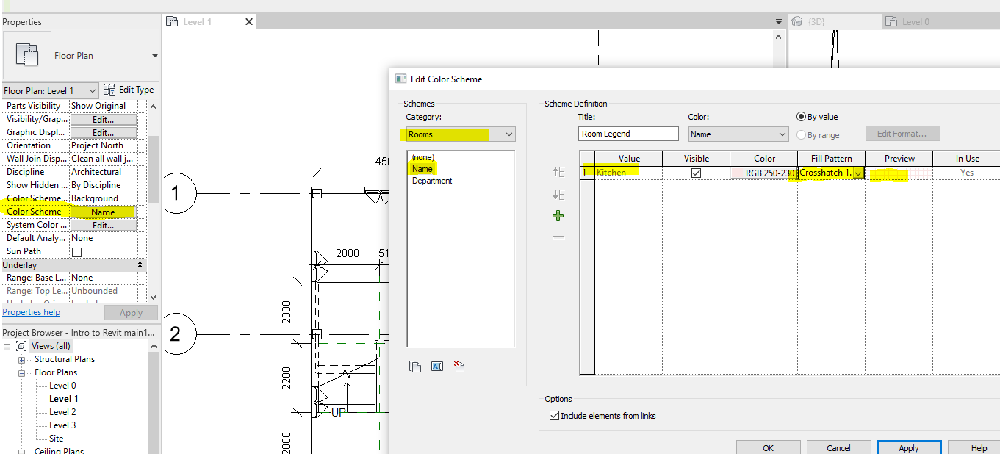 Properties
Level 1
{3D}
Level 0
Floor Plan
Floor Plan: Level 1
Edit Type
Parts Visibility Show Original
Visibility/Grap... Edit...
Graphic Displ... Edit...
Orientation Project North
Wall Join Disp... Clean all wall j...
Discipline Architectural
Show Hidden ... By Discipline
Color Scheme... Background
Color Scheme Name
System Color ... Edit...
Default Analy... None
Sun Path
Underlay
Range: Base L... None
Range: Top Le... Unbounded
Properties help
Apply
Project Browser - Intro to Revit main1...
Views (all)
Structural Plans
Floor Plans
Level 0
Level 1
Level 2
Level 3
Site
Ceiling Plans
1
2
450
2000 51
2000
2200
2000
UP
Edit Color Scheme
Schemes
Category:
Rooms
(none)
Name
Department
Scheme Definition
Title:
Color:
Room Legend
Name
By value
By range
Edit Format...
Value Visible Color Fill Pattern Preview In Use
1 Kitchen RGB 250-230 Crosshatch 1. Yes
Options
Include elements from links
OK Cancel Apply Help